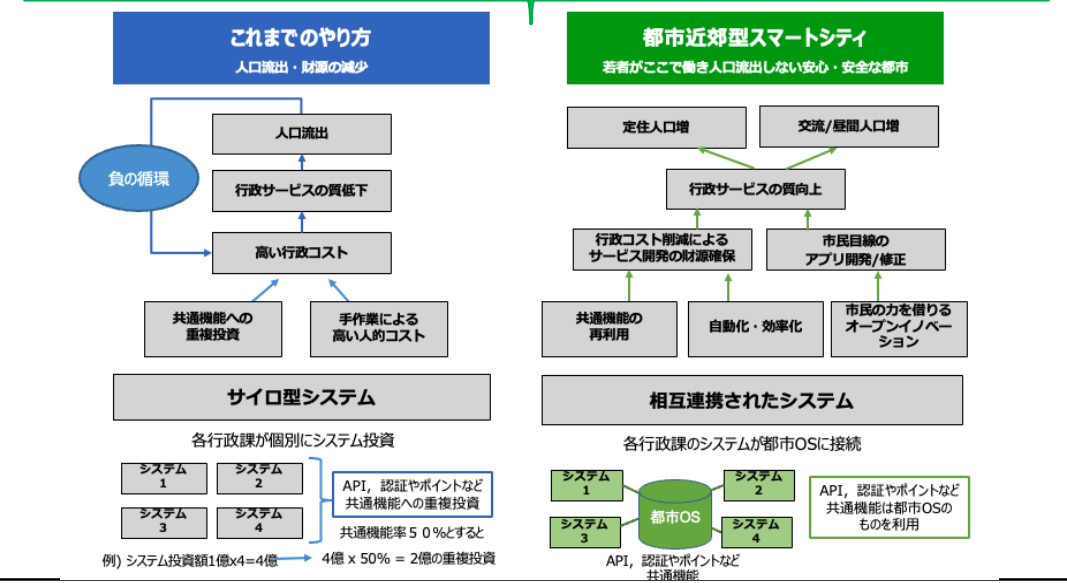 これまでのやり方
人口流出・財源の減少
人口流出
負の循環
行政サービスの質低下
高い行政コスト
共通機能への
重複投資
手作業による
高い人的コスト
サイロ型システム
各行政課が個別にシステム投資
システム
1
システム
2
システム
3
システム
4
API，認証やポイントなど
共通機能への重複投資
共通機能率５０%とすると
例) システム投資額1億x4=4億
4億 x 50% = 2億の重複投資
都市近郊型スマートシティ
若者がここで働き人口流出しない安心・安全な都市
定住人口増
交流/昼間人口増
行政サービスの質向上
行政コスト削減による
サービス開発の財源確保
市民目線の
アプリ開発/修正
共通機能の
再利用
自動化・効率化
市民の力を借りる
オープンイノベー
ション
相互連携されたシステム
各行政課のシステムが都市OSに接続
システム
1
システム
2
都市OS
システム
3
システム
4
API，認証やポイントなど
共通機能
API，認証やポイントなど
共通機能は都市OSの
ものを利用